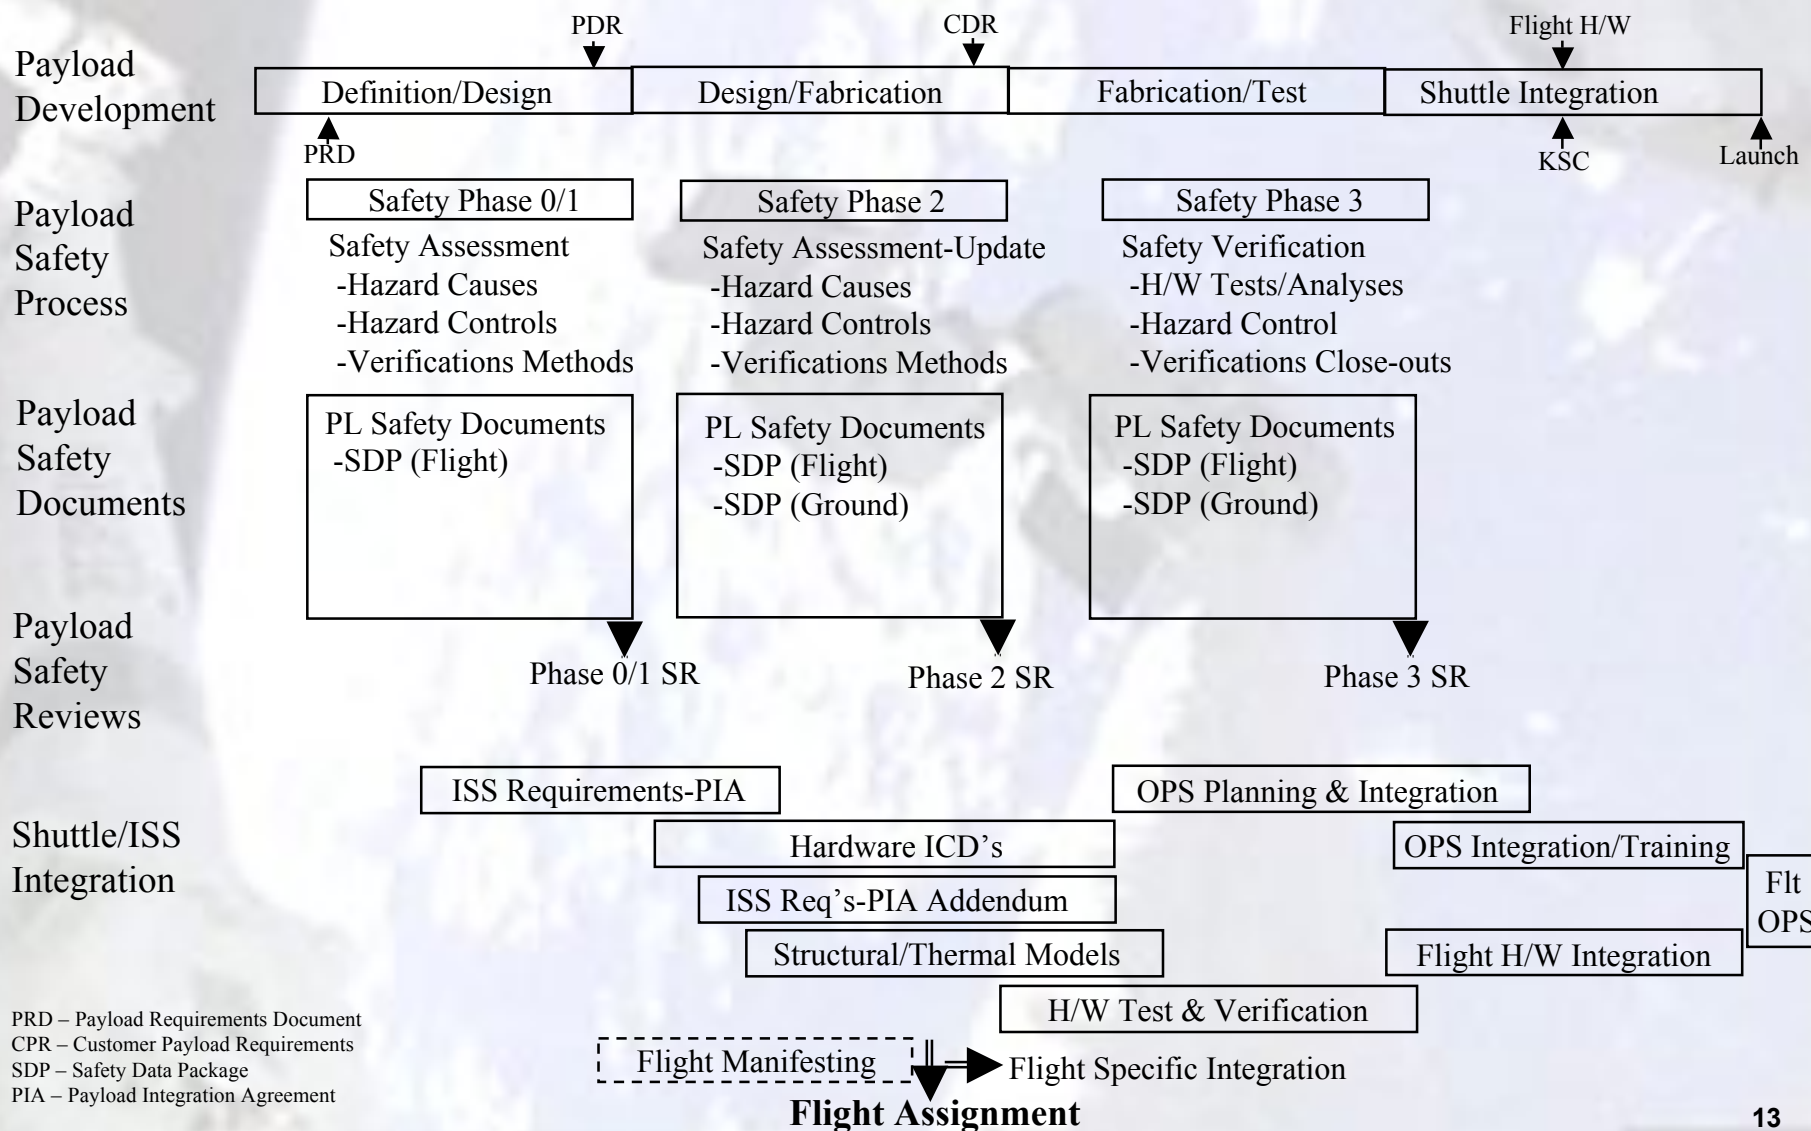 PDR
CDR
Flight H/W
Payload
Development
Definition/Design
Design/Fabrication
Fabrication/Test
Shuttle Integration
PRD
KSC
Launch
Payload
Safety
Process
Safety Phase 0/1
Safety Assessment
-Hazard Causes
-Hazard Controls
-Verifications Methods
Safety Phase 2
Safety Assessment-Update
-Hazard Causes
-Hazard Controls
-Verifications Methods
Safety Phase 3
Safety Verification
-H/W Tests/Analyses
-Hazard Control
-Verifications Close-outs
Payload
Safety
Documents
PL Safety Documents
-SDP (Flight)
PL Safety Documents
-SDP (Flight)
-SDP (Ground)
PL Safety Documents
-SDP (Flight)
-SDP (Ground)
Payload
Safety
Reviews
Phase 0/1 SR
Phase 2 SR
Phase 3 SR
Shuttle/ISS
Integration
ISS Requirements-PIA
OPS Planning & Integration
Hardware ICD’s
OPS Integration/Training
ISS Req’s-PIA Addendum
Flt
OPS
Structural/Thermal Models
Flight H/W Integration
H/W Test & Verification
Flight Manifesting
Flight Specific Integration
Flight Assignment
PRD – Payload Requirements Document
CPR – Customer Payload Requirements
SDP – Safety Data Package
PIA – Payload Integration Agreement
13